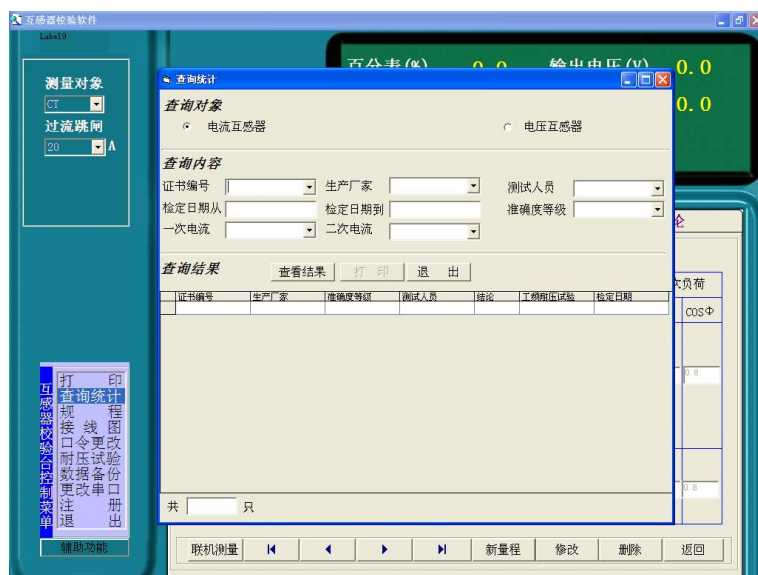 互感器校验软件
Label9
百分表(%) 0.0 输出电压(V) 0.0
0.0
测量对象
CT
过流跳闸
20 A
查询统计
查询对象
电流互感器 电压互感器
查询内容
证书编号 生产厂家 测试人员
检定日期从 检定日期到 准确度等级
一次电流 二次电流
查询结果 查看结果 打 印 退 出
证书编号 生产厂家 准确度等级 测试人员 结论 工频耐压试验 检定日期
共 只
论
次负荷
COSΦ
0.8
0.8
互感器校验台控制菜单
打 印
查询统计
规 程
接 线 图
口令更改
耐压试验
数据备份
更改串口
注 册
退 出
辅助功能
联机测量 新量程 修改 删除 返回